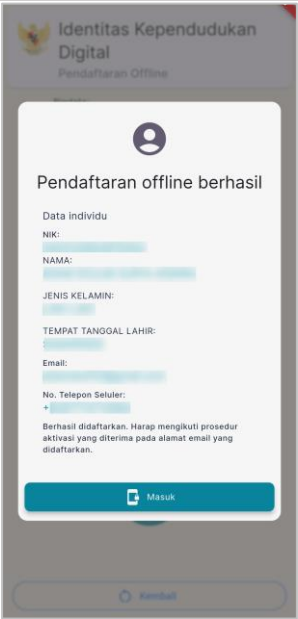 Identitas Kependudukan
Digital
Pendaftaran Offline
Pendaftaran offline berhasil
Data individu
NIK:
NAMA:
JENIS KELAMIN:
TEMPAT TANGGAL LAHIR:
Email:
No. Telepon Seluler:
+
Berhasil didaftarkan. Harap mengikuti prosedur
aktivasi yang diterima pada alamat email yang
didaftarkan.
Masuk
Kembali